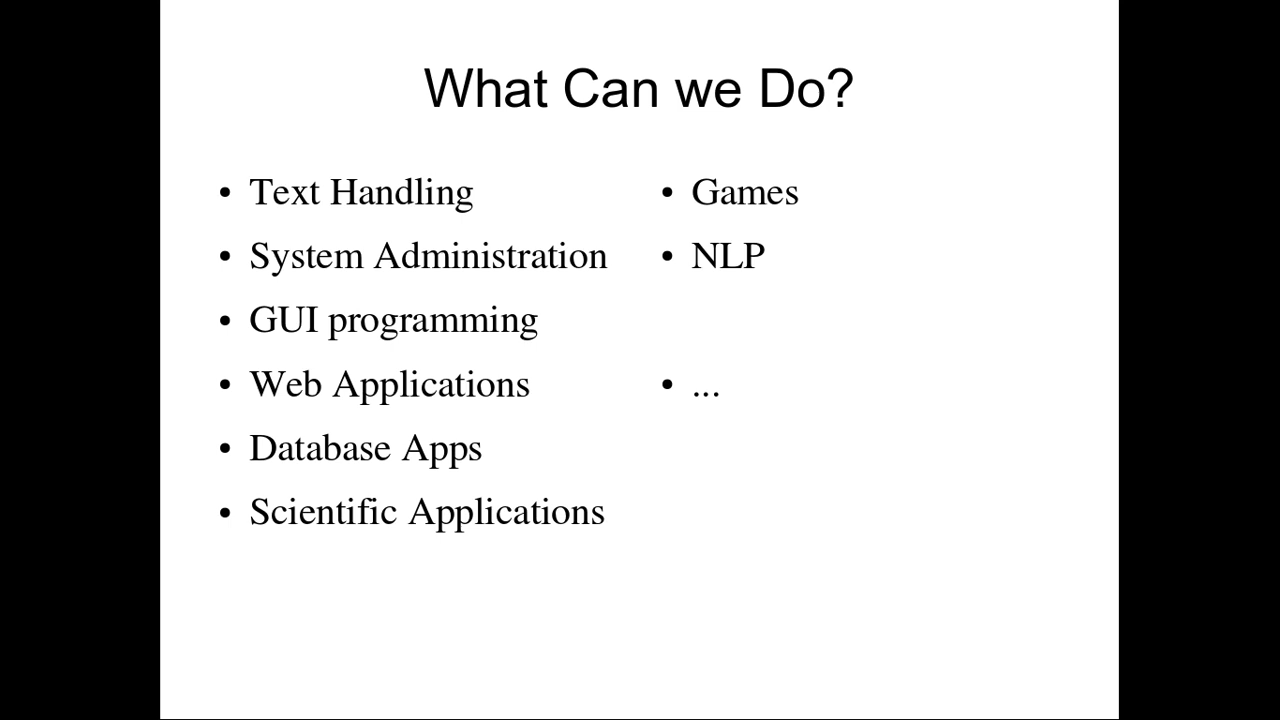 What Can we Do?
• Text Handling
• System Administration
• GUI programming
• Web Applications
• Database Apps
• Scientific Applications
• Games
• NLP
• ...